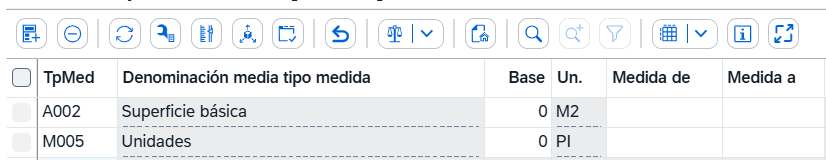 TpMed Denominación media tipo medida Base Un. Medida de Medida a
A002 Superficie básica 0 M2
M005 Unidades 0 PI